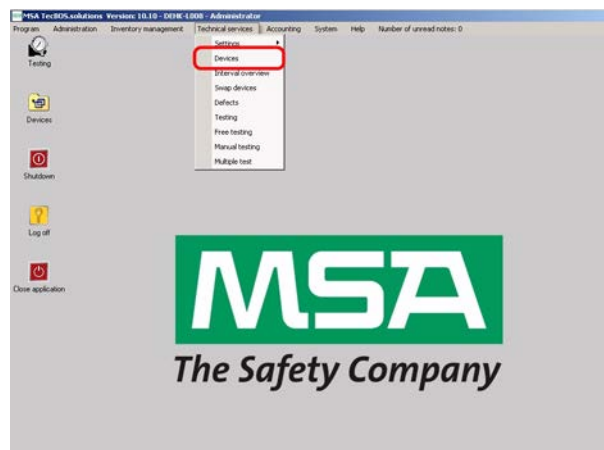 MSA TecBOS.solutions Version: 10.10 - DENK-L008 - Administrator
Program Administration Inventory management Technical services Accounting System Help Number of unread notes: 0
Settings
Devices
Interval overview
Swap devices
Defects
Testing
Free testing
Manual testing
Multiple test
Testing
Devices
Shutdown
Log off
Close application
MSA
The Safety Company